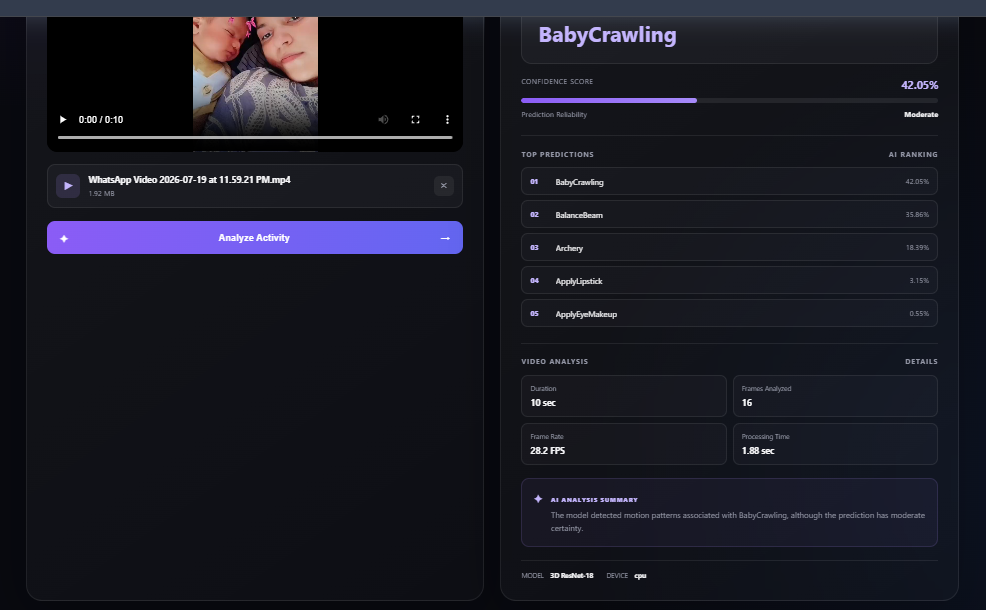 0:00 / 0:10
WhatsApp Video 2026-07-19 at 11.59.21 PM.mp4
1.92 MB
Analyze Activity
BabyCrawling
CONFIDENCE SCORE
42.05%
Prediction Reliability
Moderate
TOP PREDICTIONS
AI RANKING
01 BabyCrawling 42.05%
02 BalanceBeam 35.86%
03 Archery 18.39%
04 ApplyLipstick 3.15%
05 ApplyEyeMakeup 0.55%
VIDEO ANALYSIS
DETAILS
Duration
10 sec
Frames Analyzed
16
Frame Rate
28.2 FPS
Processing Time
1.88 sec
AI ANALYSIS SUMMARY
The model detected motion patterns associated with BabyCrawling, although the prediction has moderate
certainty.
MODEL 3D ResNet-18 DEVICE cpu